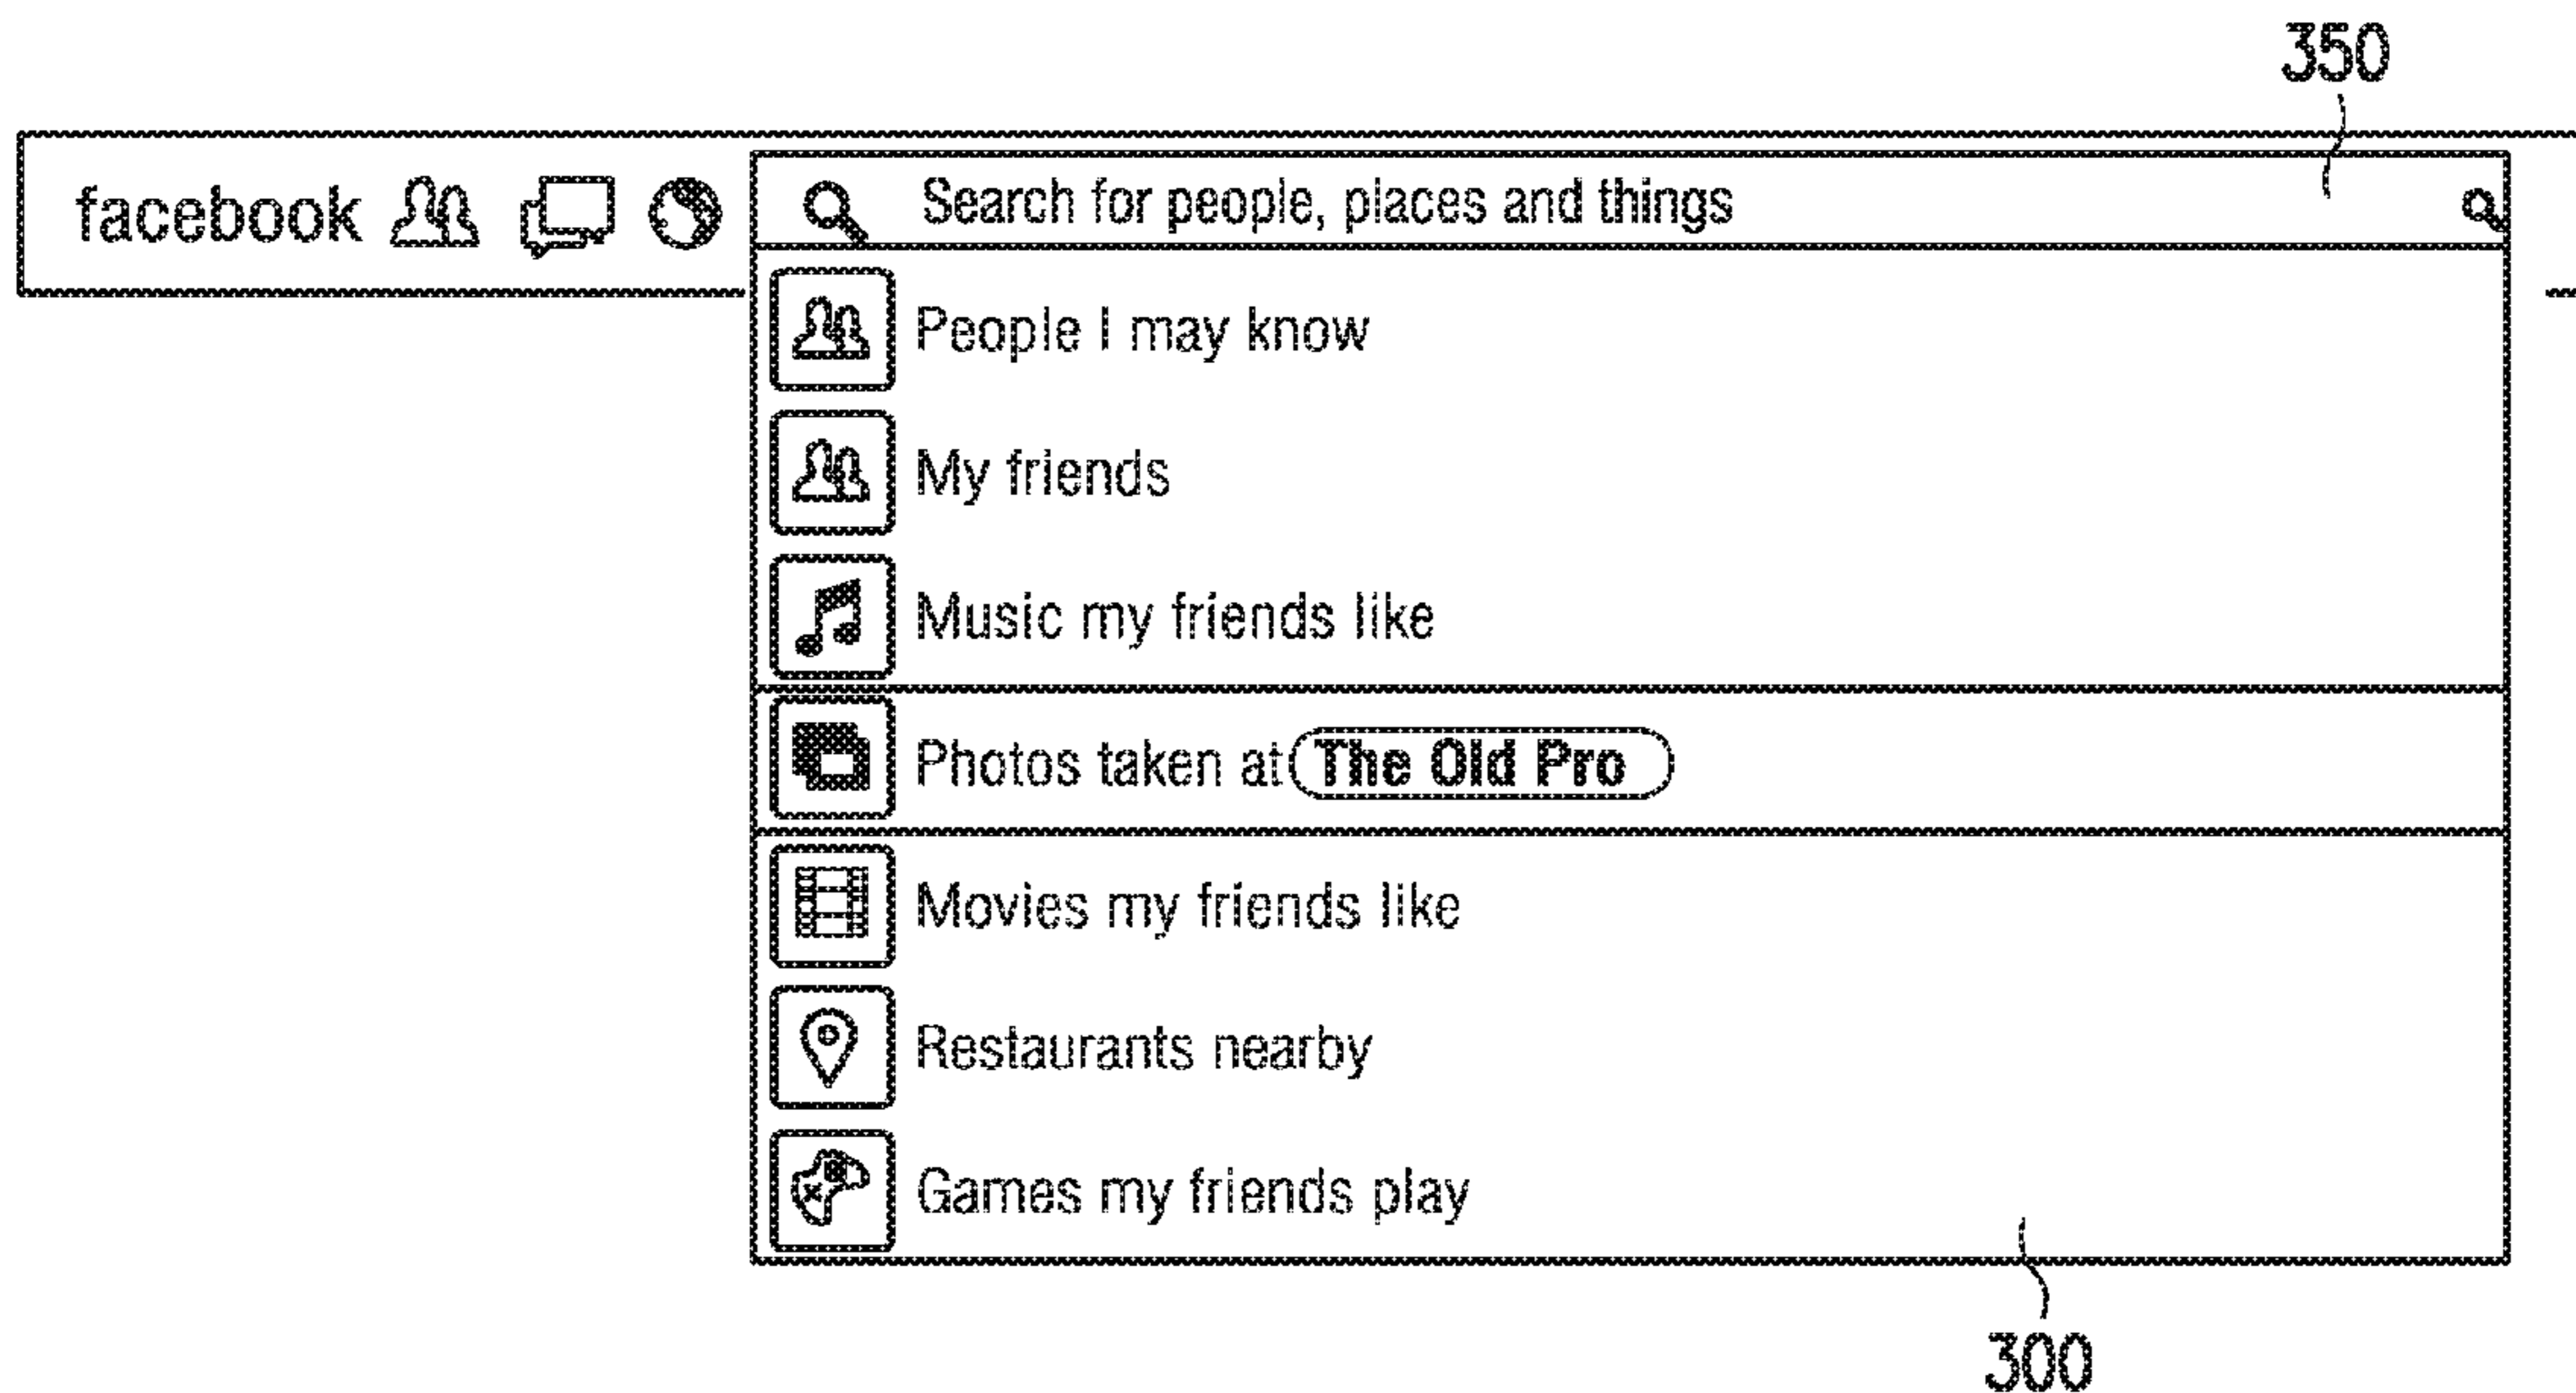 350
facebook Search for people, places and things
People I may know
My friends
Music my friends like
Photos taken at The Old Pro
Movies my friends like
Restaurants nearby
Games my friends play
300